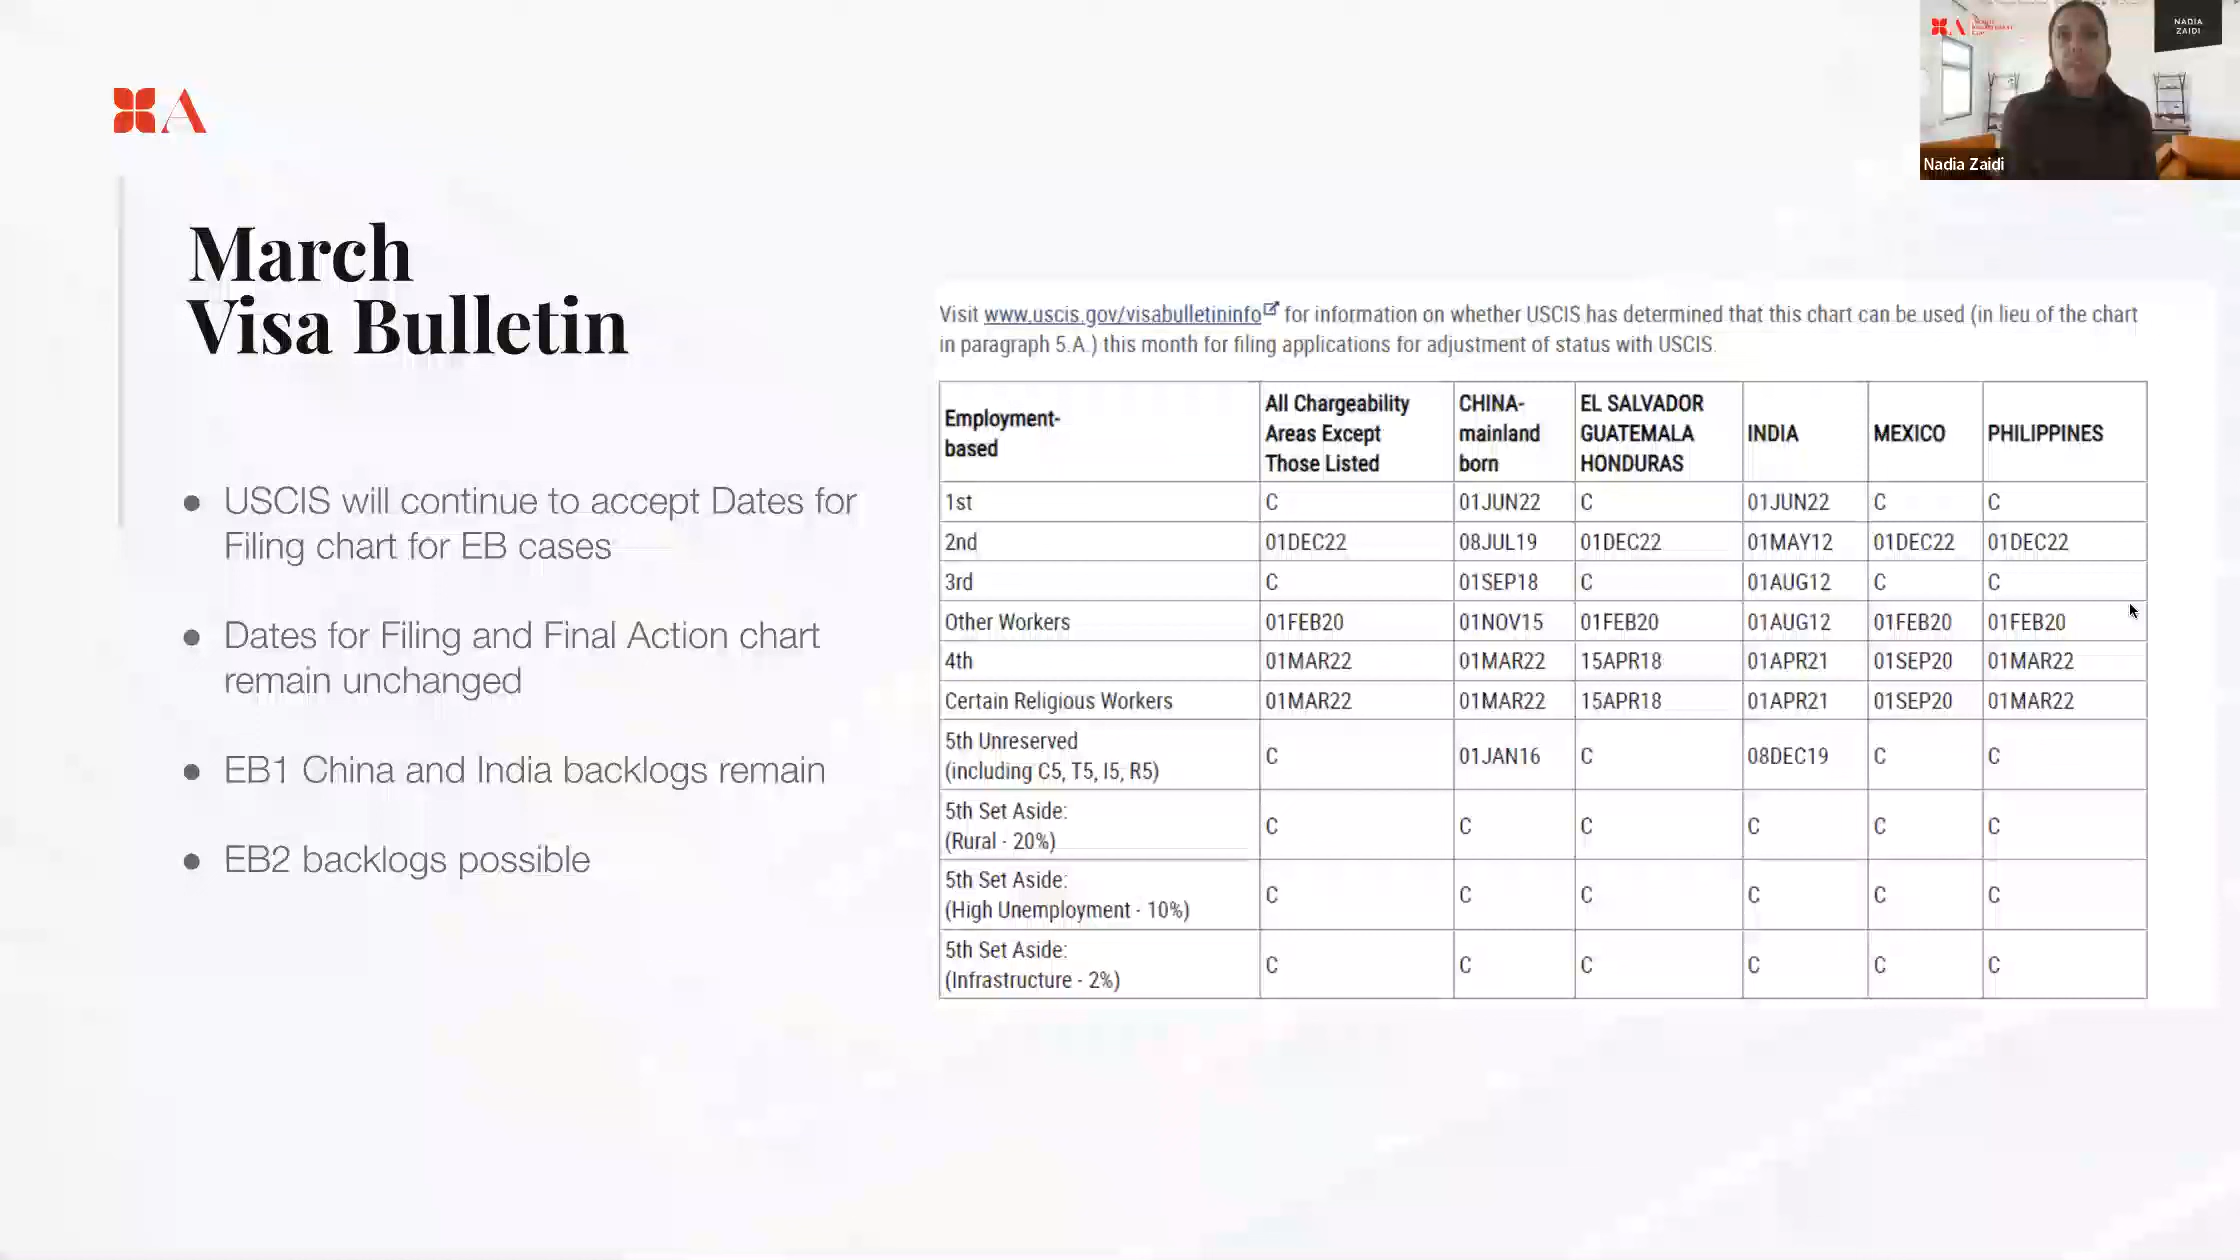 NADIA
ZAIDI
Nadia Zaidi
A
March
Visa Bulletin
● USCIS will continue to accept Dates for
Filing chart for EB cases
● Dates for Filing and Final Action chart
remain unchanged
● EB1 China and India backlogs remain
● EB2 backlogs possible
Visit www.uscis.gov/visabulletininfo for information on whether USCIS has determined that this chart can be used (in lieu of the chart
in paragraph 5.A.) this month for filing applications for adjustment of status with USCIS.
Employment-
based
All Chargeability
Areas Except
Those Listed
CHINA-
mainland
born
EL SALVADOR
GUATEMALA
HONDURAS
INDIA
MEXICO
PHILIPPINES
1st C 01JUN22 C 01JUN22 C C
2nd 01DEC22 08JUL19 01DEC22 01MAY12 01DEC22 01DEC22
3rd C 01SEP18 C 01AUG12 C C
Other Workers 01FEB20 01NOV15 01FEB20 01AUG12 01FEB20 01FEB20
4th 01MAR22 01MAR22 15APR18 01APR21 01SEP20 01MAR22
Certain Religious Workers 01MAR22 01MAR22 15APR18 01APR21 01SEP20 01MAR22
5th Unreserved
(including C5, T5, I5, R5) C 01JAN16 C 08DEC19 C C
5th Set Aside:
(Rural - 20%) C C C C C C
5th Set Aside:
(High Unemployment - 10%) C C C C C C
5th Set Aside:
(Infrastructure - 2%) C C C C C C